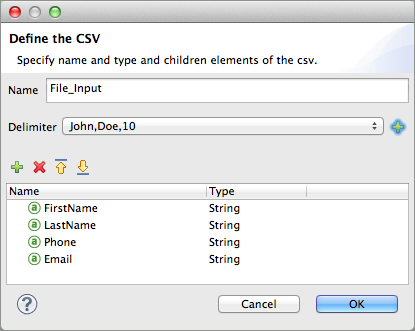 Define the CSV
Specify name and type and children elements of the csv.
Name File_Input
Delimiter John,Doe,10
Name Type
FirstName String
LastName String
Phone String
Email String
Cancel OK